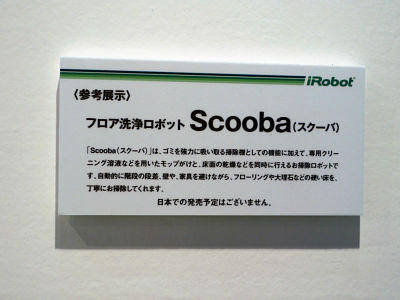 iRobot®
〈参考展示〉
フロア洗浄ロボット Scooba(スクーバ)
「Scooba(スクーバ)」は、ゴミを強力に吸い取る掃除機としての機能に加えて、専用クリー
ニング溶液などを用いたモップがけと、床面の乾燥などを同時に行えるお掃除ロボットで
す。自動的に階段の段差、壁や、家具を避けながら、フローリングや大理石などの硬い床を、
丁寧にお掃除してくれます。
日本での発売予定はございません。